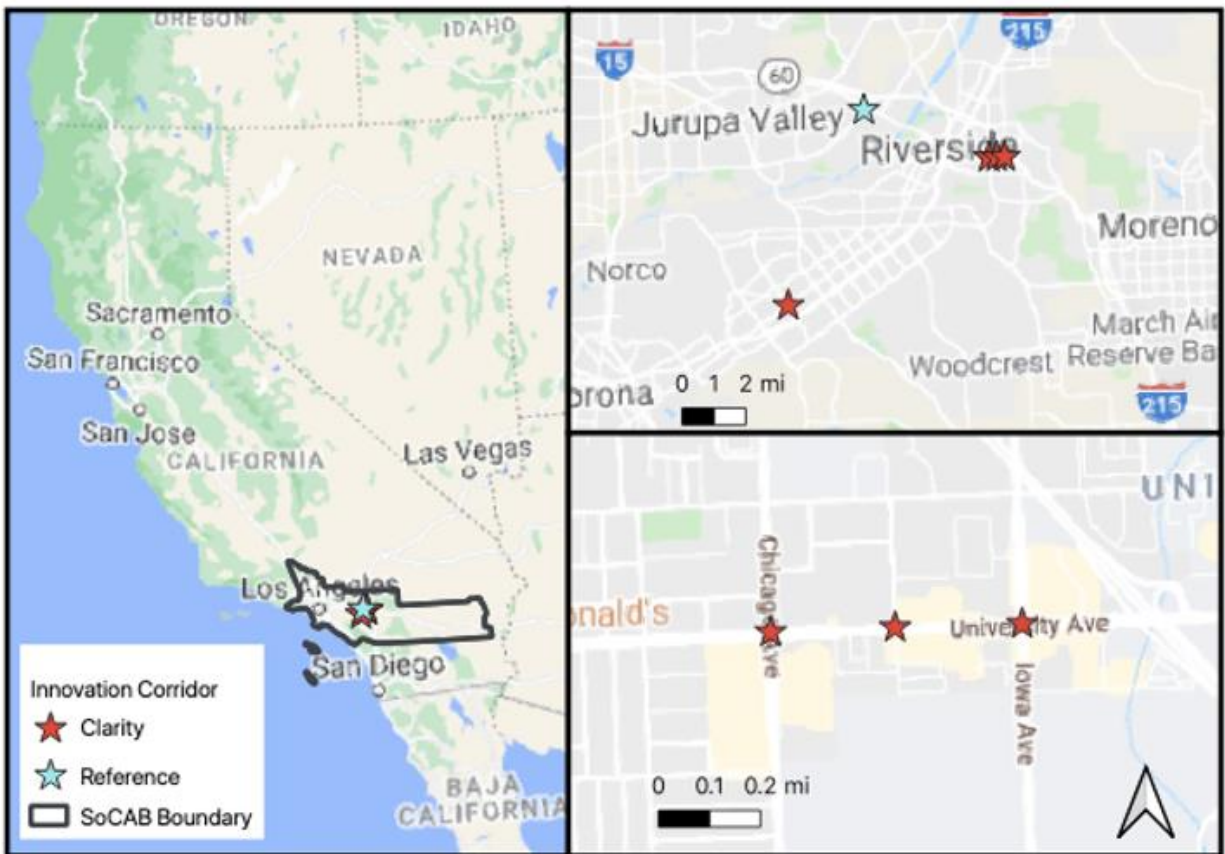 OREGON
IDAHO
NEVADA
Sacramento
San Francisco
San Jose
CALIFORNIA
Las Vegas
Los Angeles
San Diego
BAJA
CALIFORNIA
Innovation Corridor
Clarity
Reference
SoCAB Boundary
15
215
60
Jurupa Valley
Riverside
Moreno
Norco
March Air
Woodcrest
Reserve Ba
orona
0 1 2 mi
215
UNI
Chicago Ave
onald's
University Ave
Iowa Ave
0 0.1 0.2 mi